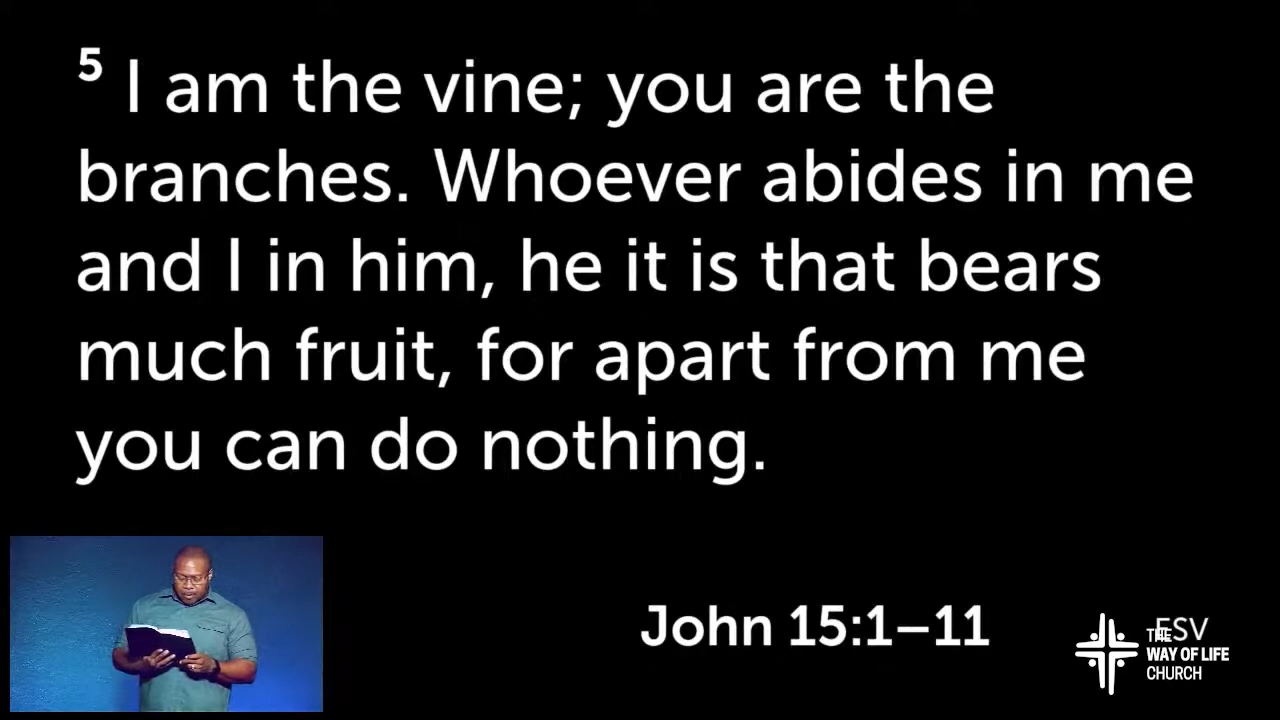 5 I am the vine; you are the
branches. Whoever abides in me
and I in him, he it is that bears
much fruit, for apart from me
you can do nothing.
John 15:1–11
ESV
THE
WAY OF LIFE
CHURCH